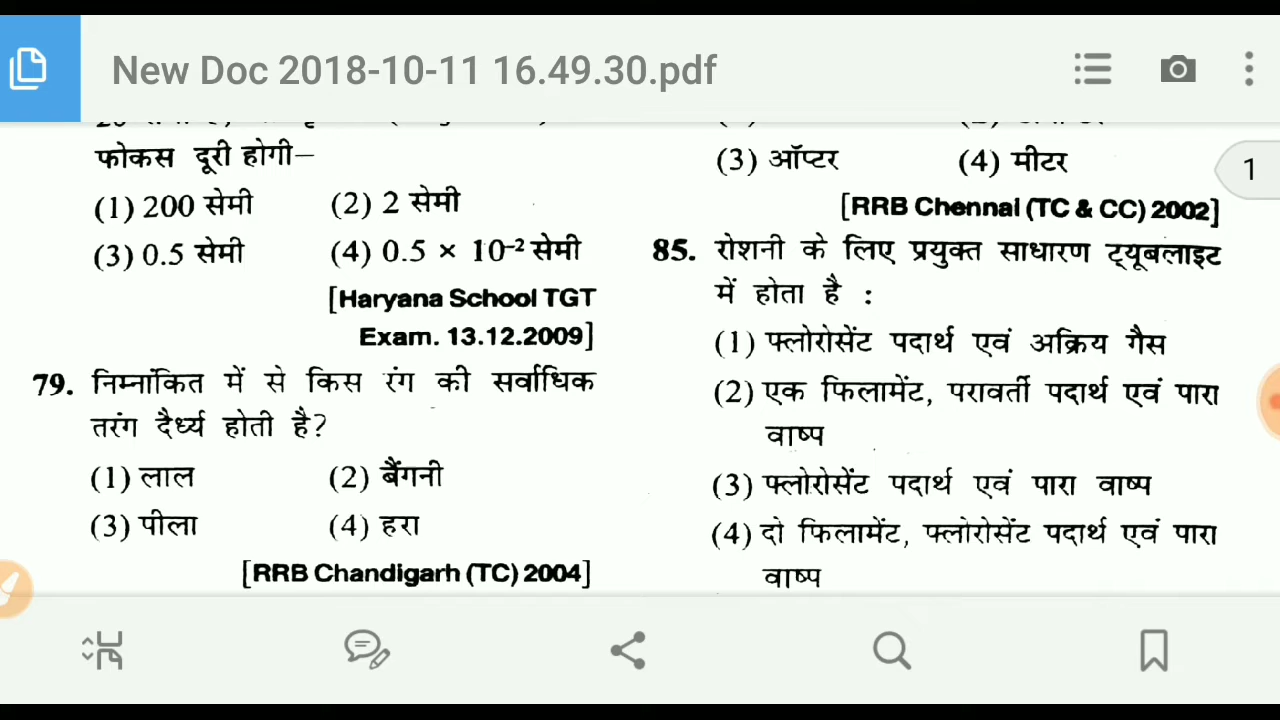 New Doc 2018-10-11 16.49.30.pdf
1
फोकस दूरी होगी—
(1) 200 सेमी (2) 2 सेमी
(3) 0.5 सेमी (4) 0.5 × 10⁻² सेमी
[Haryana School TGT
Exam. 13.12.2009]
79. निम्नांकित में से किस रंग की सर्वाधिक
तरंग दैर्ध्य होती है?
(1) लाल (2) बैंगनी
(3) पीला (4) हरा
[RRB Chandigarh (TC) 2004]
(3) ऑप्टर (4) मीटर
[RRB Chennai (TC & CC) 2002]
85. रोशनी के लिए प्रयुक्त साधारण ट्यूबलाइट
में होता है :
(1) फ्लोरोसेंट पदार्थ एवं अक्रिय गैस
(2) एक फिलामेंट, परावर्ती पदार्थ एवं पारा
वाष्प
(3) फ्लोरोसेंट पदार्थ एवं पारा वाष्प
(4) दो फिलामेंट, फ्लोरोसेंट पदार्थ एवं पारा
वाष्प